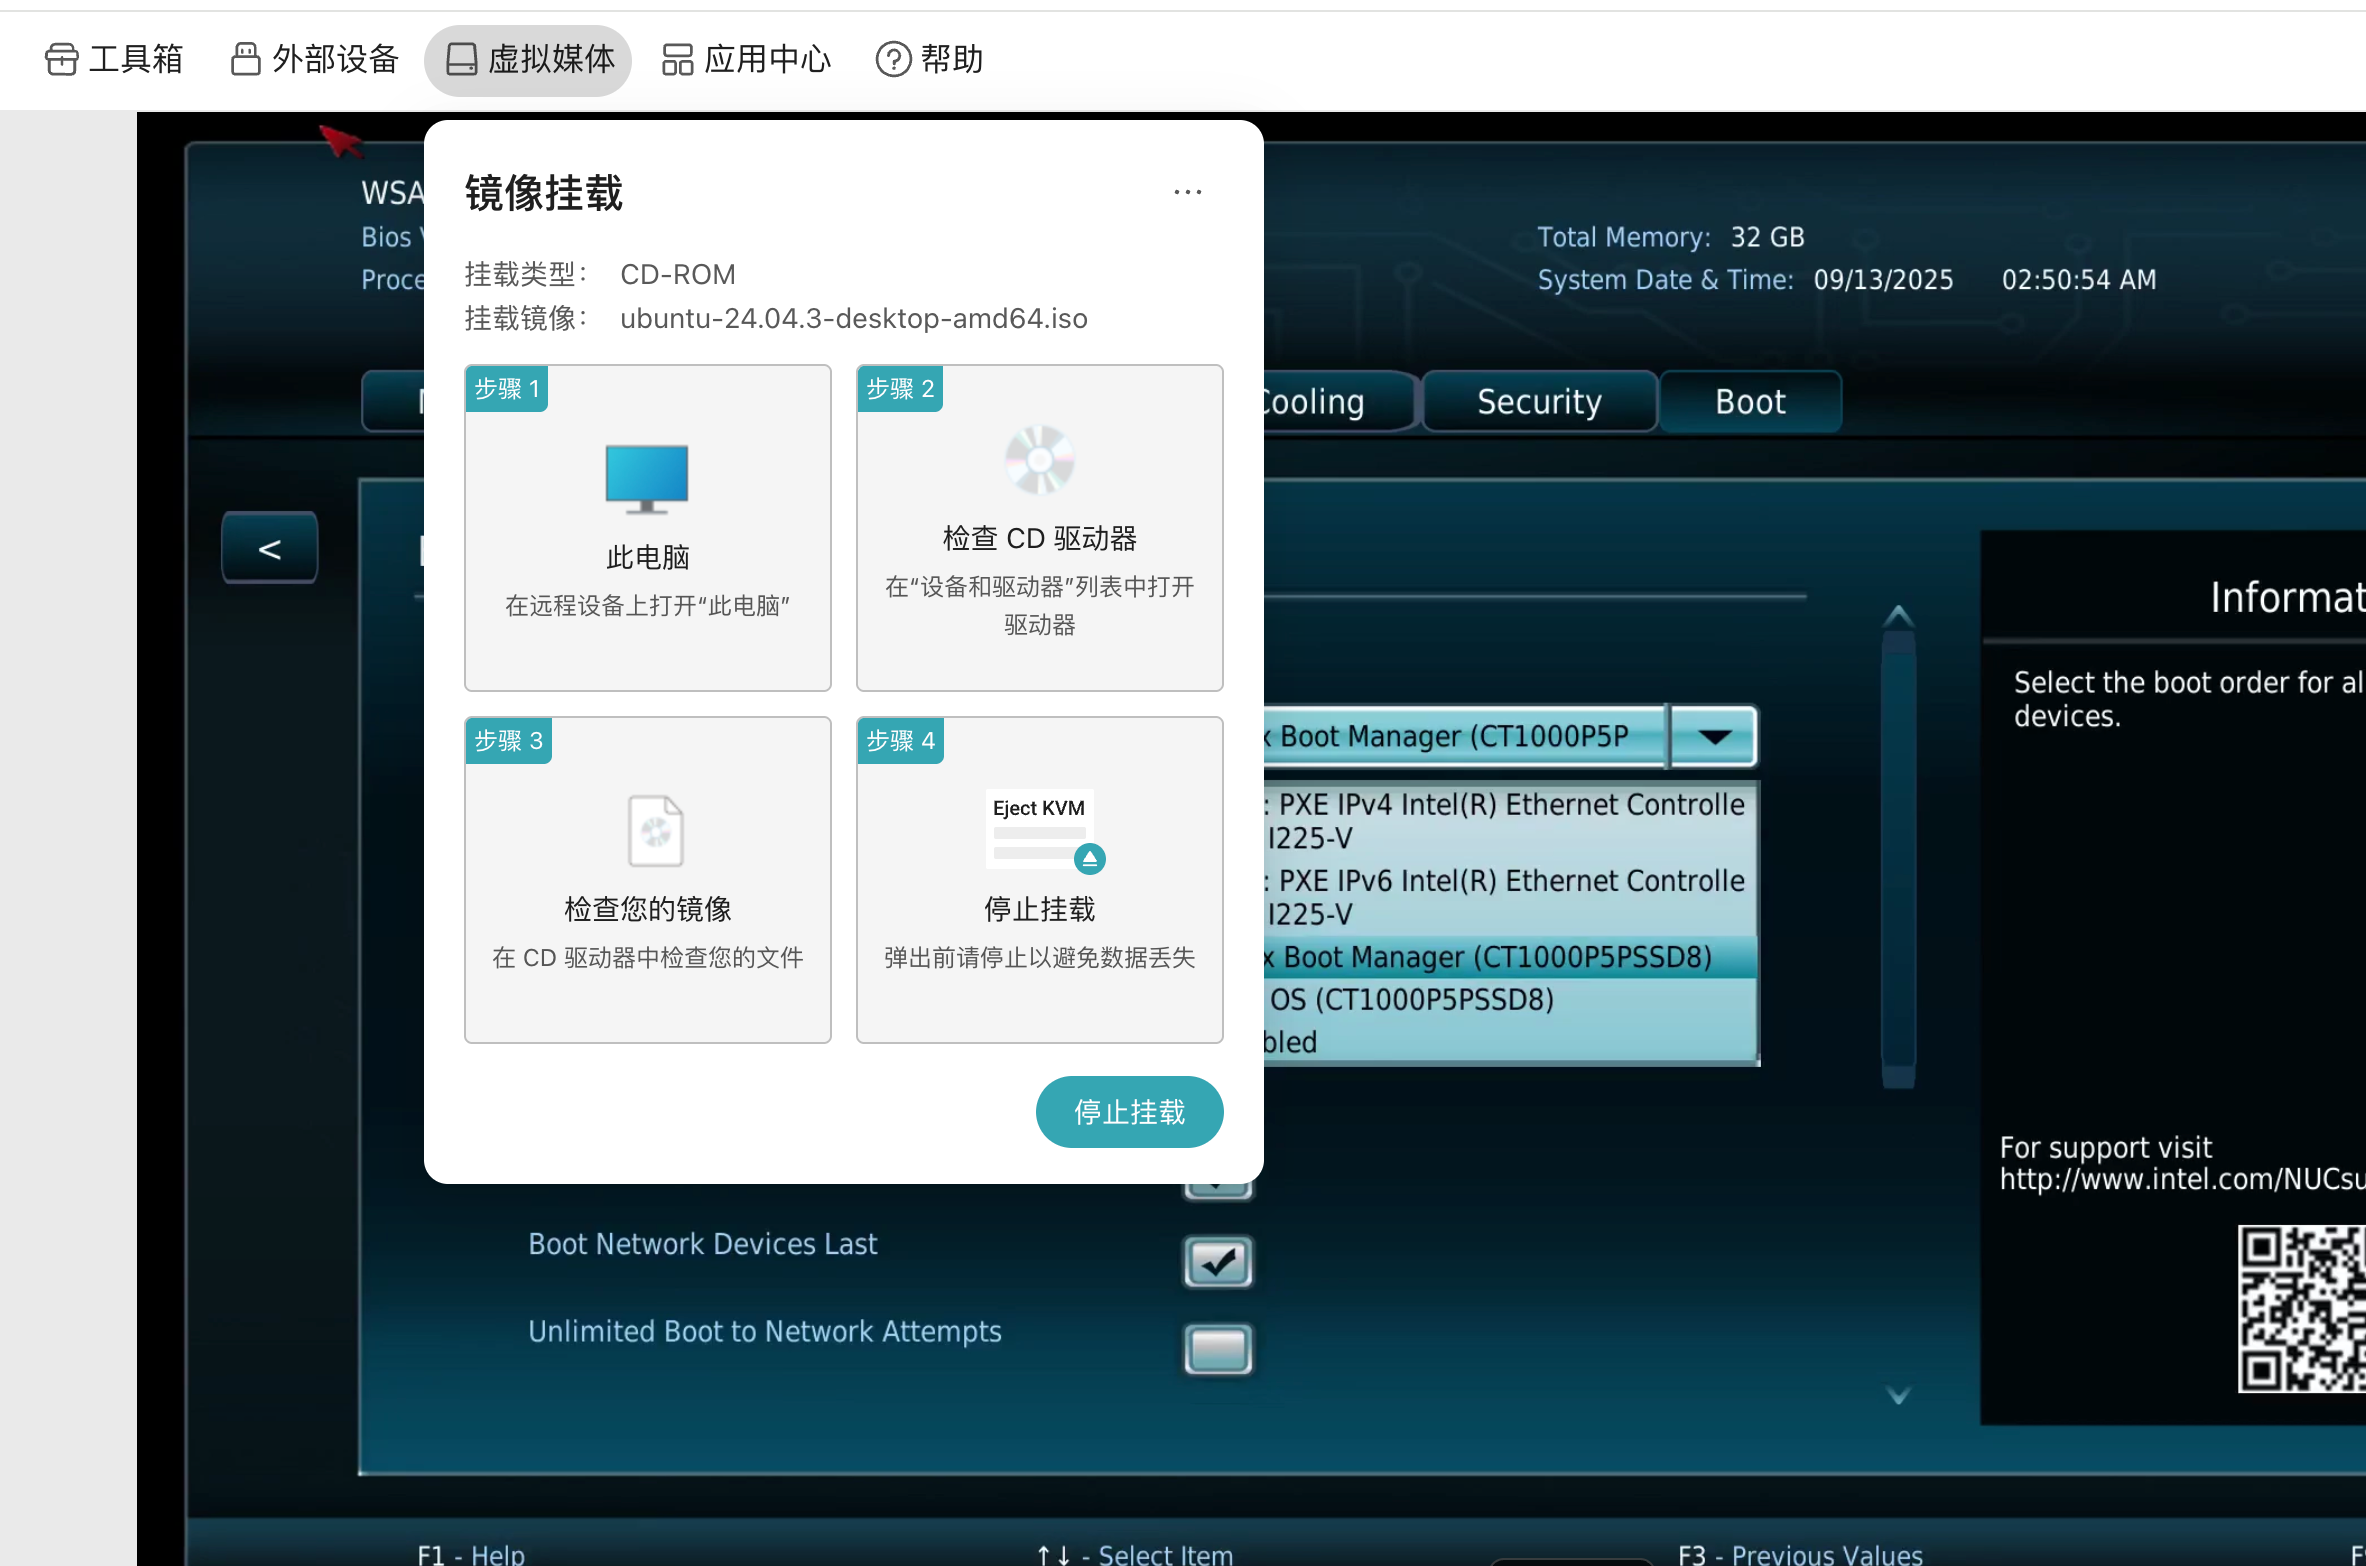 工具箱
外部设备
虚拟媒体
应用中心
帮助
镜像挂载
挂载类型： CD-ROM
挂载镜像： ubuntu-24.04.3-desktop-amd64.iso
步骤 1
此电脑
在远程设备上打开“此电脑”
步骤 2
检查 CD 驱动器
在“设备和驱动器”列表中打开
驱动器
步骤 3
检查您的镜像
在 CD 驱动器中检查您的文件
步骤 4
Eject KVM
停止挂载
弹出前请停止以避免数据丢失
停止挂载
WSA
Bios
Proce
Total Memory: 32 GB
System Date & Time: 09/13/2025 02:50:54 AM
Cooling
Security
Boot
<
x Boot Manager (CT1000P5P
: PXE IPv4 Intel(R) Ethernet Controlle
I225-V
: PXE IPv6 Intel(R) Ethernet Controlle
I225-V
x Boot Manager (CT1000P5PSSD8)
OS (CT1000P5PSSD8)
bled
Informat
Select the boot order for al
devices.
For support visit
http://www.intel.com/NUCsu
Boot Network Devices Last
Unlimited Boot to Network Attempts
F1 - Help
↑↓ - Select Item
F3 - Previous Values